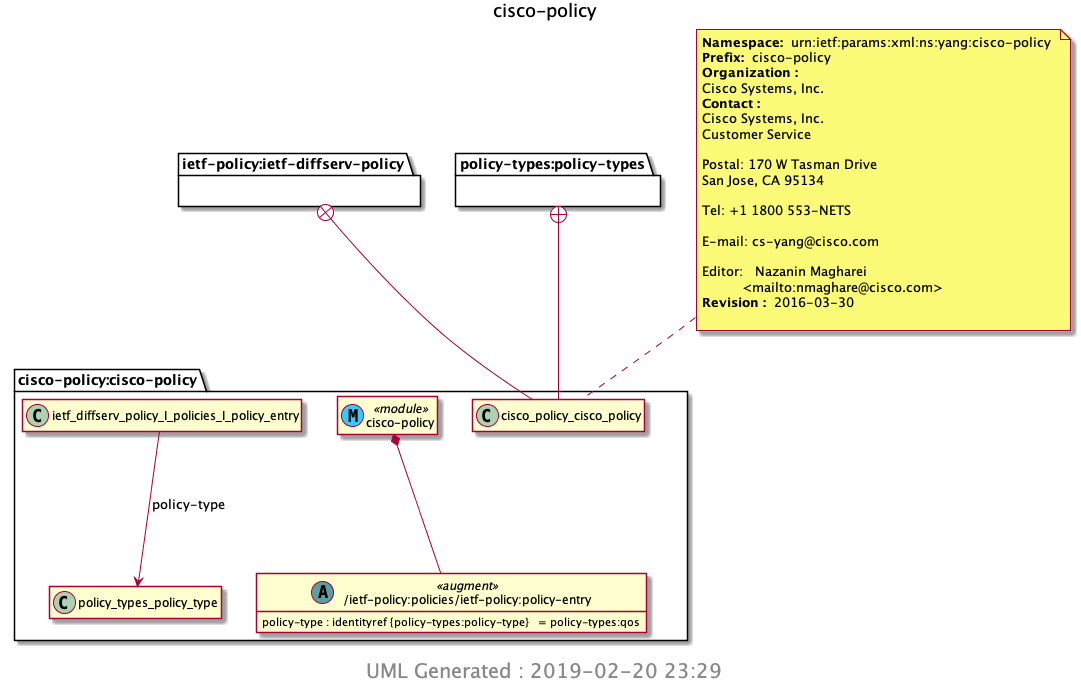 cisco-policy
Namespace: urn:ietf:params:xml:ns:yang:cisco-policy
Prefix: cisco-policy
Organization :
Cisco Systems, Inc.
Contact :
Cisco Systems, Inc.
Customer Service
Postal: 170 W Tasman Drive
San Jose, CA 95134
Tel: +1 1800 553-NETS
E-mail: cs-yang@cisco.com
Editor: Nazanin Magharei
<mailto:nmaghare@cisco.com>
Revision : 2016-03-30
ietf-policy:ietf-diffserv-policy
policy-types:policy-types
cisco-policy:cisco-policy
C ietf_diffserv_policy_I_policies_I_policy_entry
M «module»
cisco-policy
C cisco_policy_cisco_policy
policy-type
C policy_types_policy_type
A «augment»
/ietf-policy:policies/ietf-policy:policy-entry
policy-type : identityref {policy-types:policy-type} = policy-types:qos
UML Generated : 2019-02-20 23:29